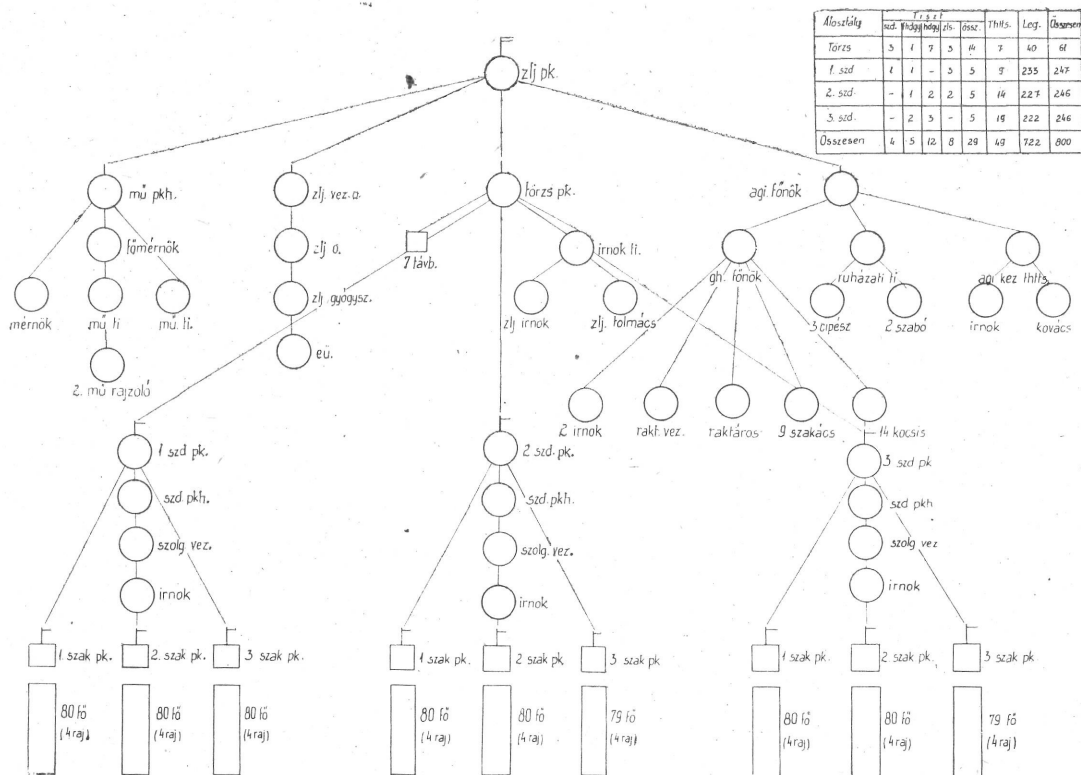 Alosztály Tiszt Thtts. Leg. Összesen
szd. fhdgy hdgy zls. össz.
Törzs 3 1 7 3 14 7 40 61
1. szd 1 1 - 3 5 9 233 247
2. szd. - 1 2 2 5 14 227 246
3. szd. - 2 3 - 5 19 222 246
Összesen 4 5 12 8 29 49 722 800
zlj pk.
mű pkh.
zlj. vez. o.
törzs pk.
agi. főnök
főmérnök
zlj o.
7 távb.
irnok ti.
gh. főnök
ruházati ti
agi kez thtts
mérnök
mű ti
mű. ti.
zlj. gyógysz.
zlj irnok
zlj. tolmács
3 cipész
2 szabó
irnok
kovács
2. mű rajzoló
eü.
2 irnok
rakt. vez.
raktáros
9 szakács
14 kocsis
1 szd pk.
2 szd. pk.
3 szd pk
szd. pkh.
szd. pkh.
szd pkh
szolg. vez.
szolg. vez.
szolg vez
irnok
irnok
irnok
1. szak pk.
2. szak pk.
3 szak pk.
1 szak pk.
2 szak pk
3 szak pk
1 szak pk
2. szak pk
3 szak pk
80 fő
(4 raj)
80 fő
(4 raj)
80 fő
(4 raj)
80 fő
(4 raj)
80 fő
(4 raj)
79 fő
(4 raj)
80 fő
(4 raj)
80 fő
(4 raj)
79 fő
(4 raj)